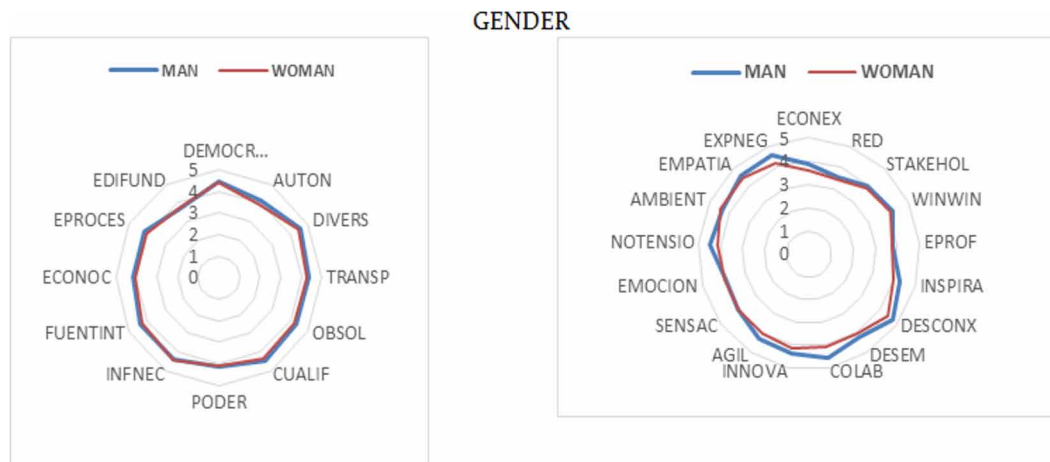 GENDER
MAN WOMAN
DEMOCR...
EDIFUND AUTON
EPROCES DIVERS
ECONOC TRANSP
FUENTINT OBSOL
INFNEC CUALIF
PODER
5
4
3
2
1
0
MAN WOMAN
ECONEX
EXPNEG RED
EMPATIA STAKEHOL
AMBIENT WINWIN
NOTENSIO EPROF
EMOCION INSPIRA
SENSAC DESCONX
AGIL DESEM
INNOVA COLAB
5
4
3
2
1
0